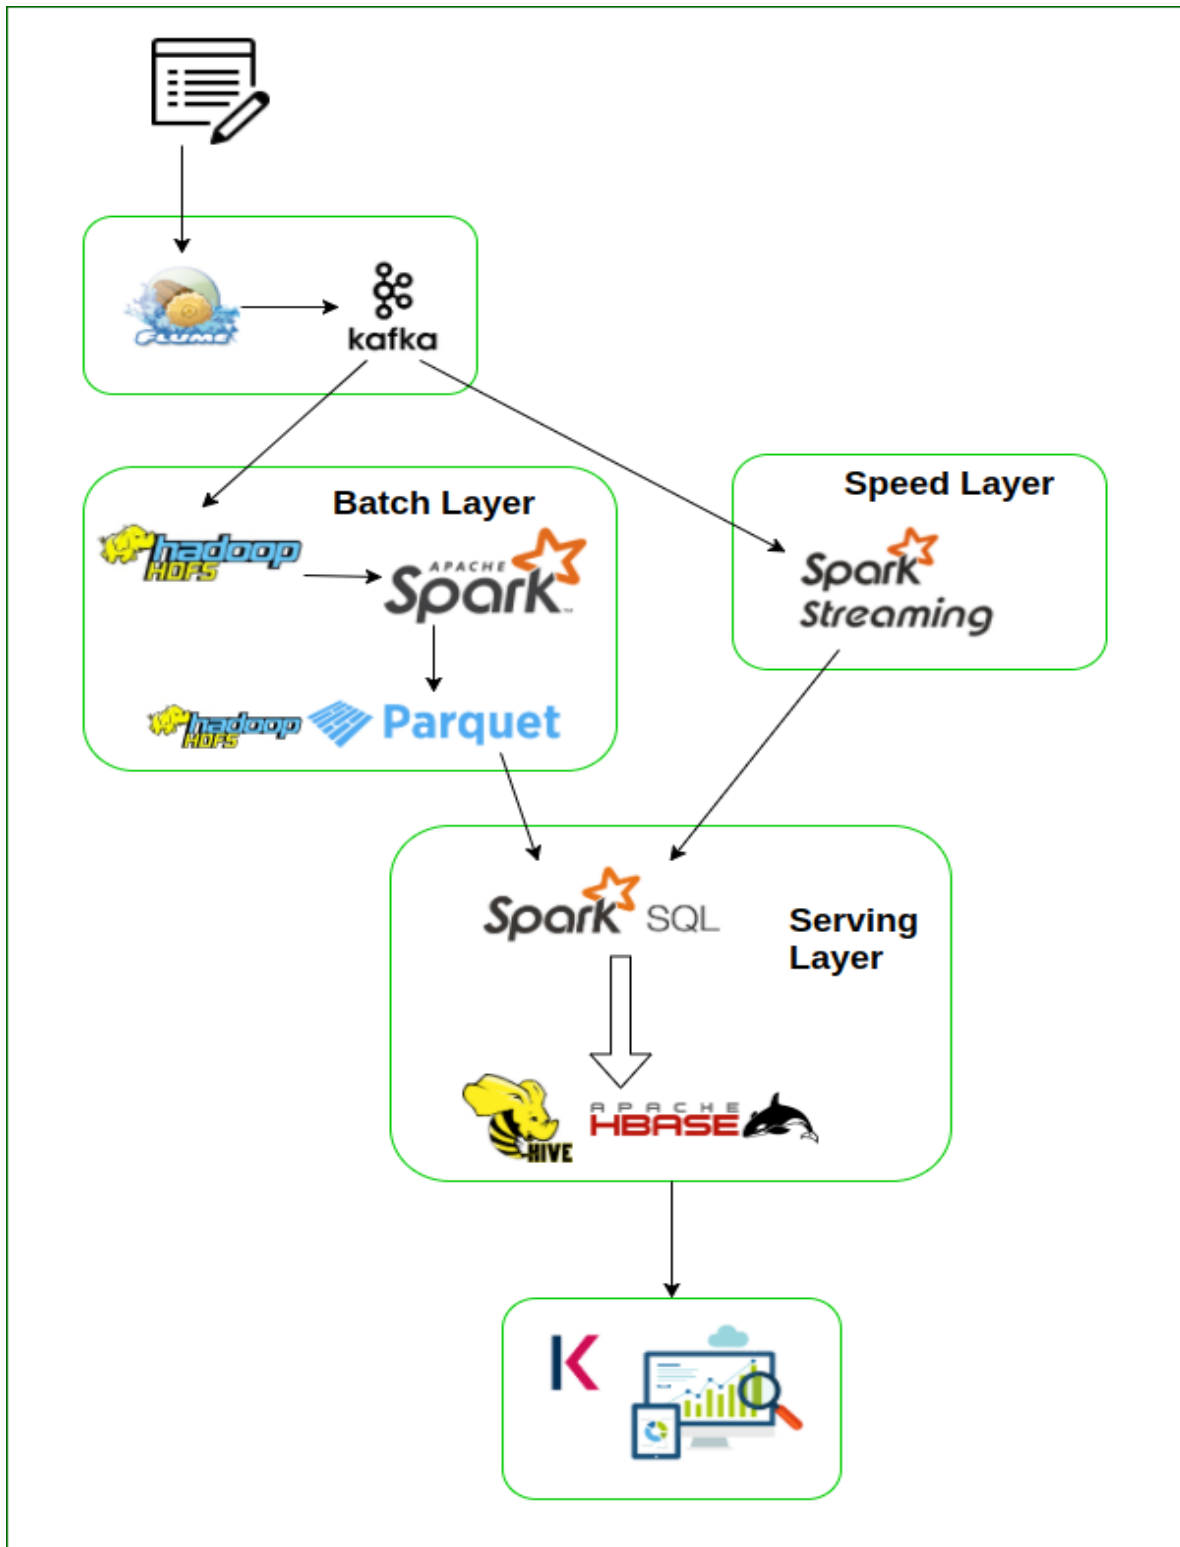 FLUME
kafka
Batch Layer
Speed Layer
hadoop
HDFS
APACHE
Spark
TM
Spark
Streaming
hadoop
HDFS
Parquet
Spark SQL
Serving
Layer
HIVE
APACHE
HBASE
K